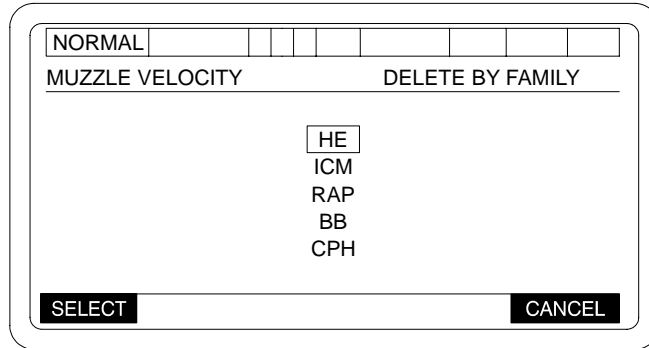 NORMAL
MUZZLE VELOCITY DELETE BY FAMILY
HE
ICM
RAP
BB
CPH
SELECT CANCEL